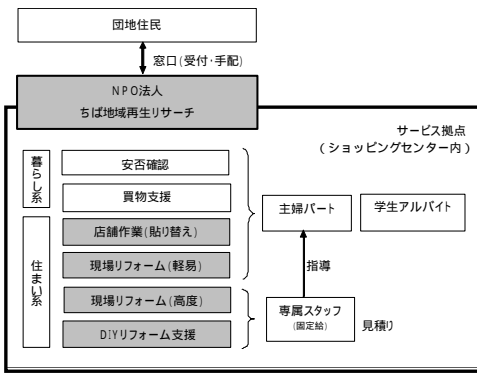 団地住民
窓口(受付･手配)
NPO法人
ちば地域再生リサーチ
サービス拠点
(ショッピングセンター内)
暮らし系
安否確認
買物支援
住まい系
店舗作業(貼り替え)
現場リフォーム(軽易)
現場リフォーム(高度)
DIYリフォーム支援
主婦パート
学生アルバイト
指導
専属スタッフ
(固定給)
見積り